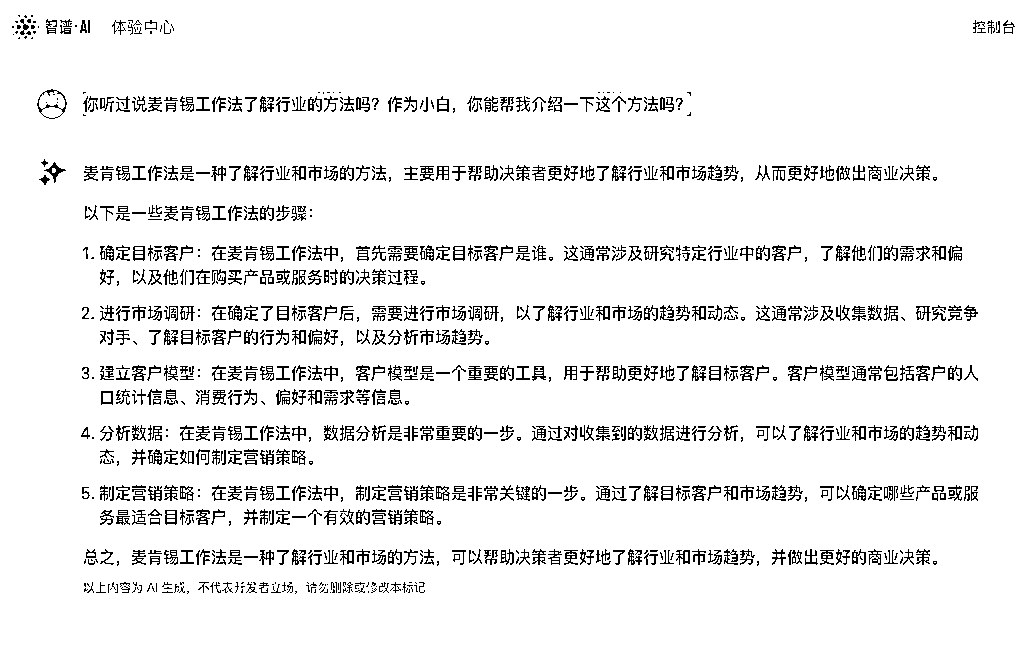 智谱·AI 体验中心 控制台
你听过说麦肯锡工作法了解行业的方法吗？作为小白，你能帮我介绍一下这个方法吗？
麦肯锡工作法是一种了解行业和市场的方法，主要用于帮助决策者更好地了解行业和市场趋势，从而更好地做出商业决策。
以下是一些麦肯锡工作法的步骤：
1. 确定目标客户：在麦肯锡工作法中，首先需要确定目标客户是谁。这通常涉及研究特定行业中的客户，了解他们的需求和偏
好，以及他们在购买产品或服务时的决策过程。
2. 进行市场调研：在确定了目标客户后，需要进行市场调研，以了解行业和市场的趋势和动态。这通常涉及收集数据、研究竞争
对手、了解目标客户的行为和偏好，以及分析市场趋势。
3. 建立客户模型：在麦肯锡工作法中，客户模型是一个重要的工具，用于帮助更好地了解目标客户。客户模型通常包括客户的人
口统计信息、消费行为、偏好和需求等信息。
4. 分析数据：在麦肯锡工作法中，数据分析是非常重要的一步。通过对收集到的数据进行分析，可以了解行业和市场的趋势和动
态，并确定如何制定营销策略。
5. 制定营销策略：在麦肯锡工作法中，制定营销策略是非常关键的一步。通过了解目标客户和市场趋势，可以确定哪些产品或服
务最适合目标客户，并制定一个有效的营销策略。
总之，麦肯锡工作法是一种了解行业和市场的方法，可以帮助决策者更好地了解行业和市场趋势，并做出更好的商业决策。
以上内容为 AI 生成，不代表开发者立场，请勿删除或修改本标记